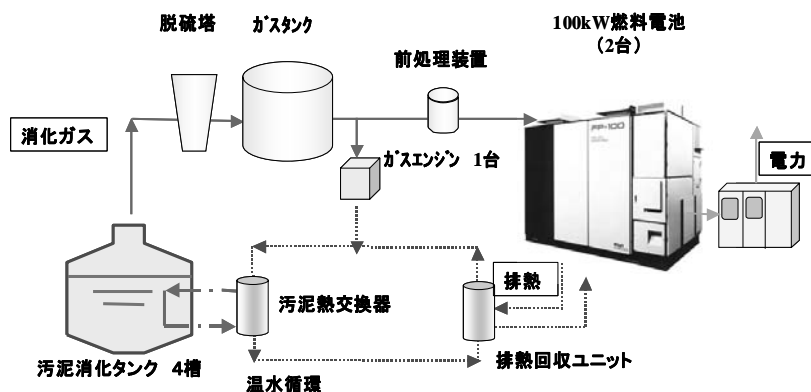 脱硫塔
ガスタンク
100kW燃料電池
（2台）
前処理装置
消化ガス
FP-100
ガスエンジン 1台
電力
排熱
汚泥熱交換器
汚泥消化タンク 4槽
排熱回収ユニット
温水循環